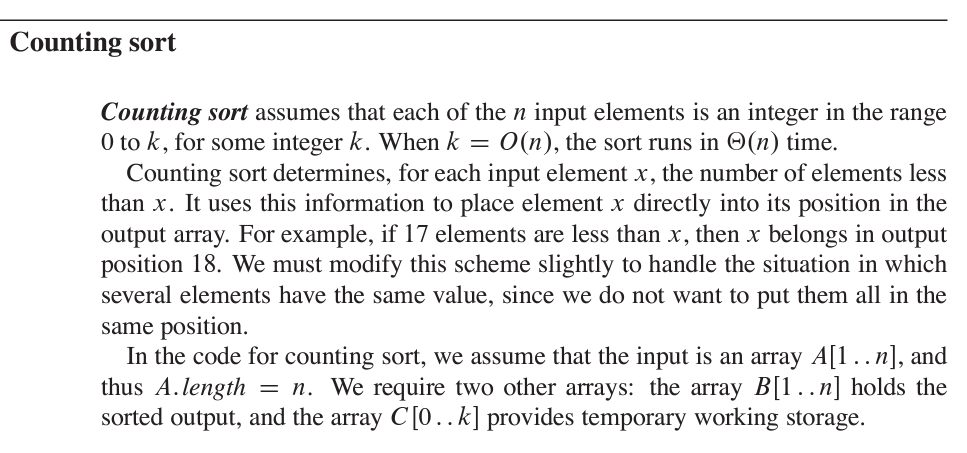 Counting sort
Counting sort assumes that each of the n input elements is an integer in the range
0 to k, for some integer k. When k = O(n), the sort runs in Θ(n) time.
Counting sort determines, for each input element x, the number of elements less
than x. It uses this information to place element x directly into its position in the
output array. For example, if 17 elements are less than x, then x belongs in output
position 18. We must modify this scheme slightly to handle the situation in which
several elements have the same value, since we do not want to put them all in the
same position.
In the code for counting sort, we assume that the input is an array A[1..n], and
thus A.length = n. We require two other arrays: the array B[1..n] holds the
sorted output, and the array C[0..k] provides temporary working storage.